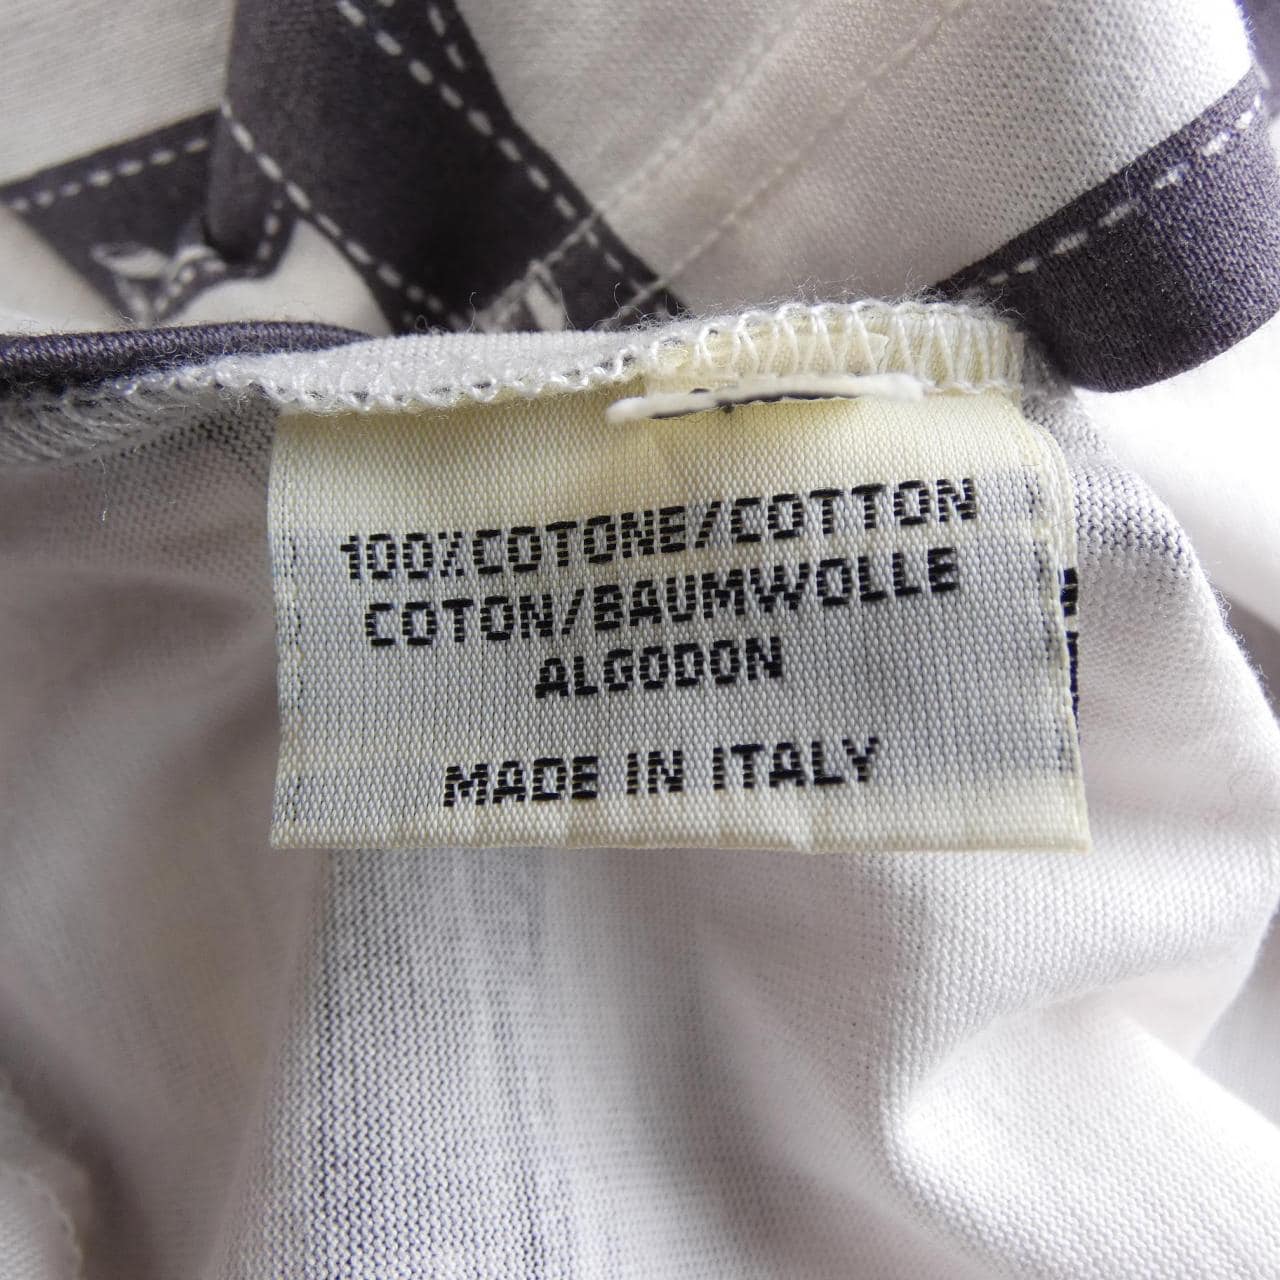 100%COTONE/COTTON
COTON/BAUMWOLLE
ALGODON
MADE IN ITALY